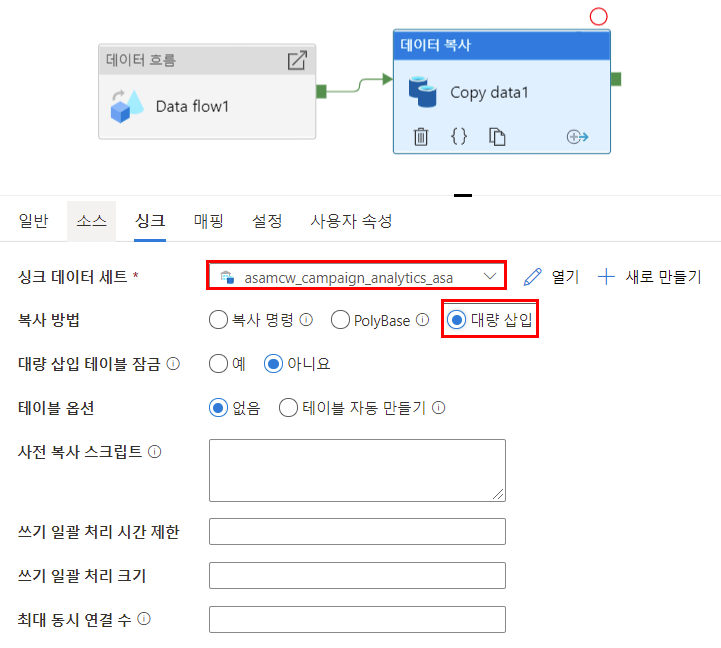 데이터 흐름
Data flow1
데이터 복사
Copy data1
일반 소스 싱크 매핑 설정 사용자 속성
싱크 데이터 세트 * asamcw_campaign_analytics_asa 열기 새로 만들기
복사 방법 복사 명령 PolyBase 대량 삽입
대량 삽입 테이블 잠금 예 아니요
테이블 옵션 없음 테이블 자동 만들기
사전 복사 스크립트
쓰기 일괄 처리 시간 제한
쓰기 일괄 처리 크기
최대 동시 연결 수